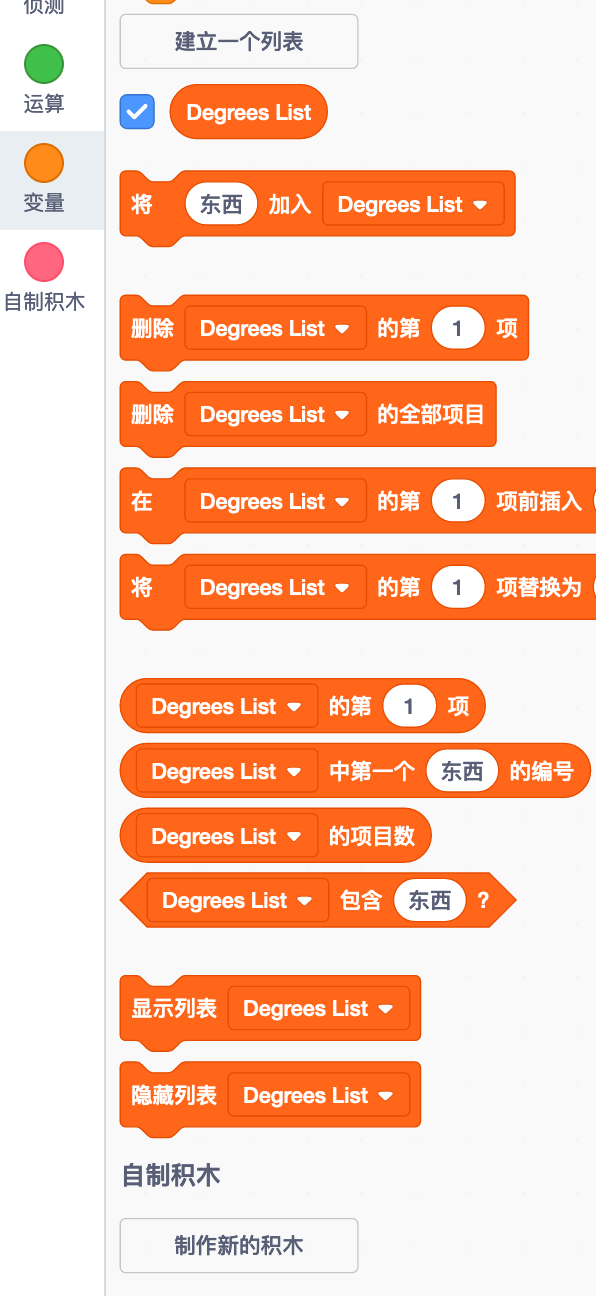 侦测
建立一个列表
运算
Degrees List
变量
将 东西 加入 Degrees List
自制积木
删除 Degrees List 的第 1 项
删除 Degrees List 的全部项目
在 Degrees List 的第 1 项前插入
将 Degrees List 的第 1 项替换为
Degrees List 的第 1 项
Degrees List 中第一个 东西 的编号
Degrees List 的项目数
Degrees List 包含 东西 ?
显示列表 Degrees List
隐藏列表 Degrees List
自制积木
制作新的积木